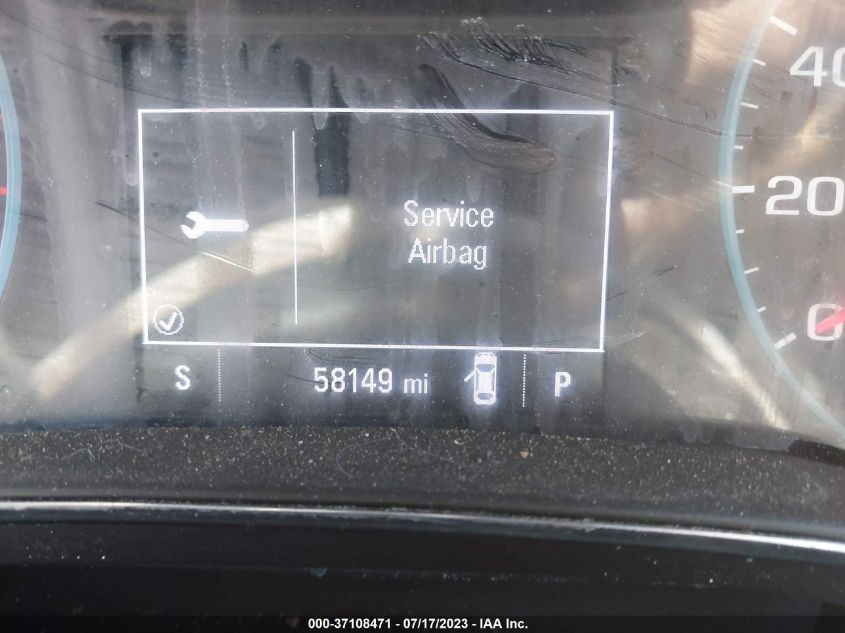 40
20
0
Service
Airbag
S
58149 mi
P
000-37108471 - 07/17/2023 - IAA Inc.